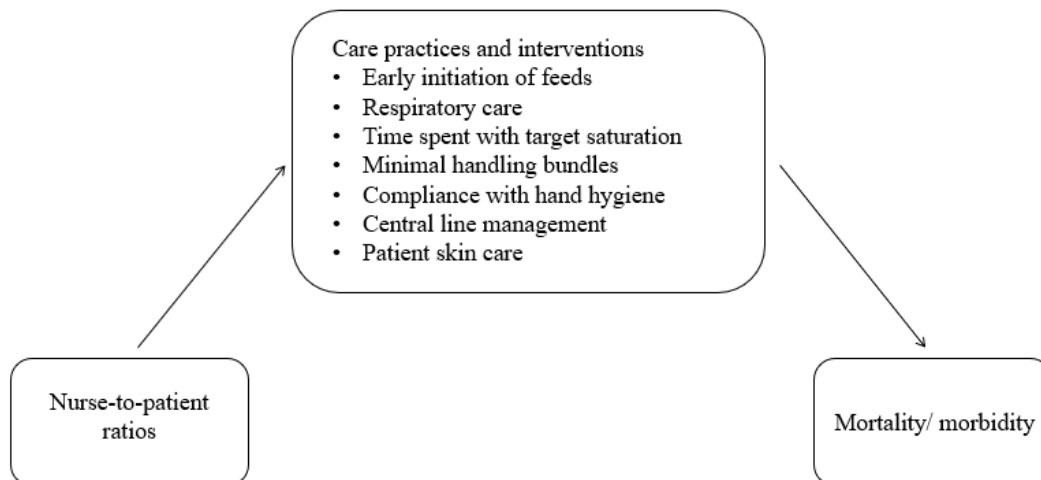 Care practices and interventions
• Early initiation of feeds
• Respiratory care
• Time spent with target saturation
• Minimal handling bundles
• Compliance with hand hygiene
• Central line management
• Patient skin care
Nurse-to-patient
ratios
Mortality/ morbidity